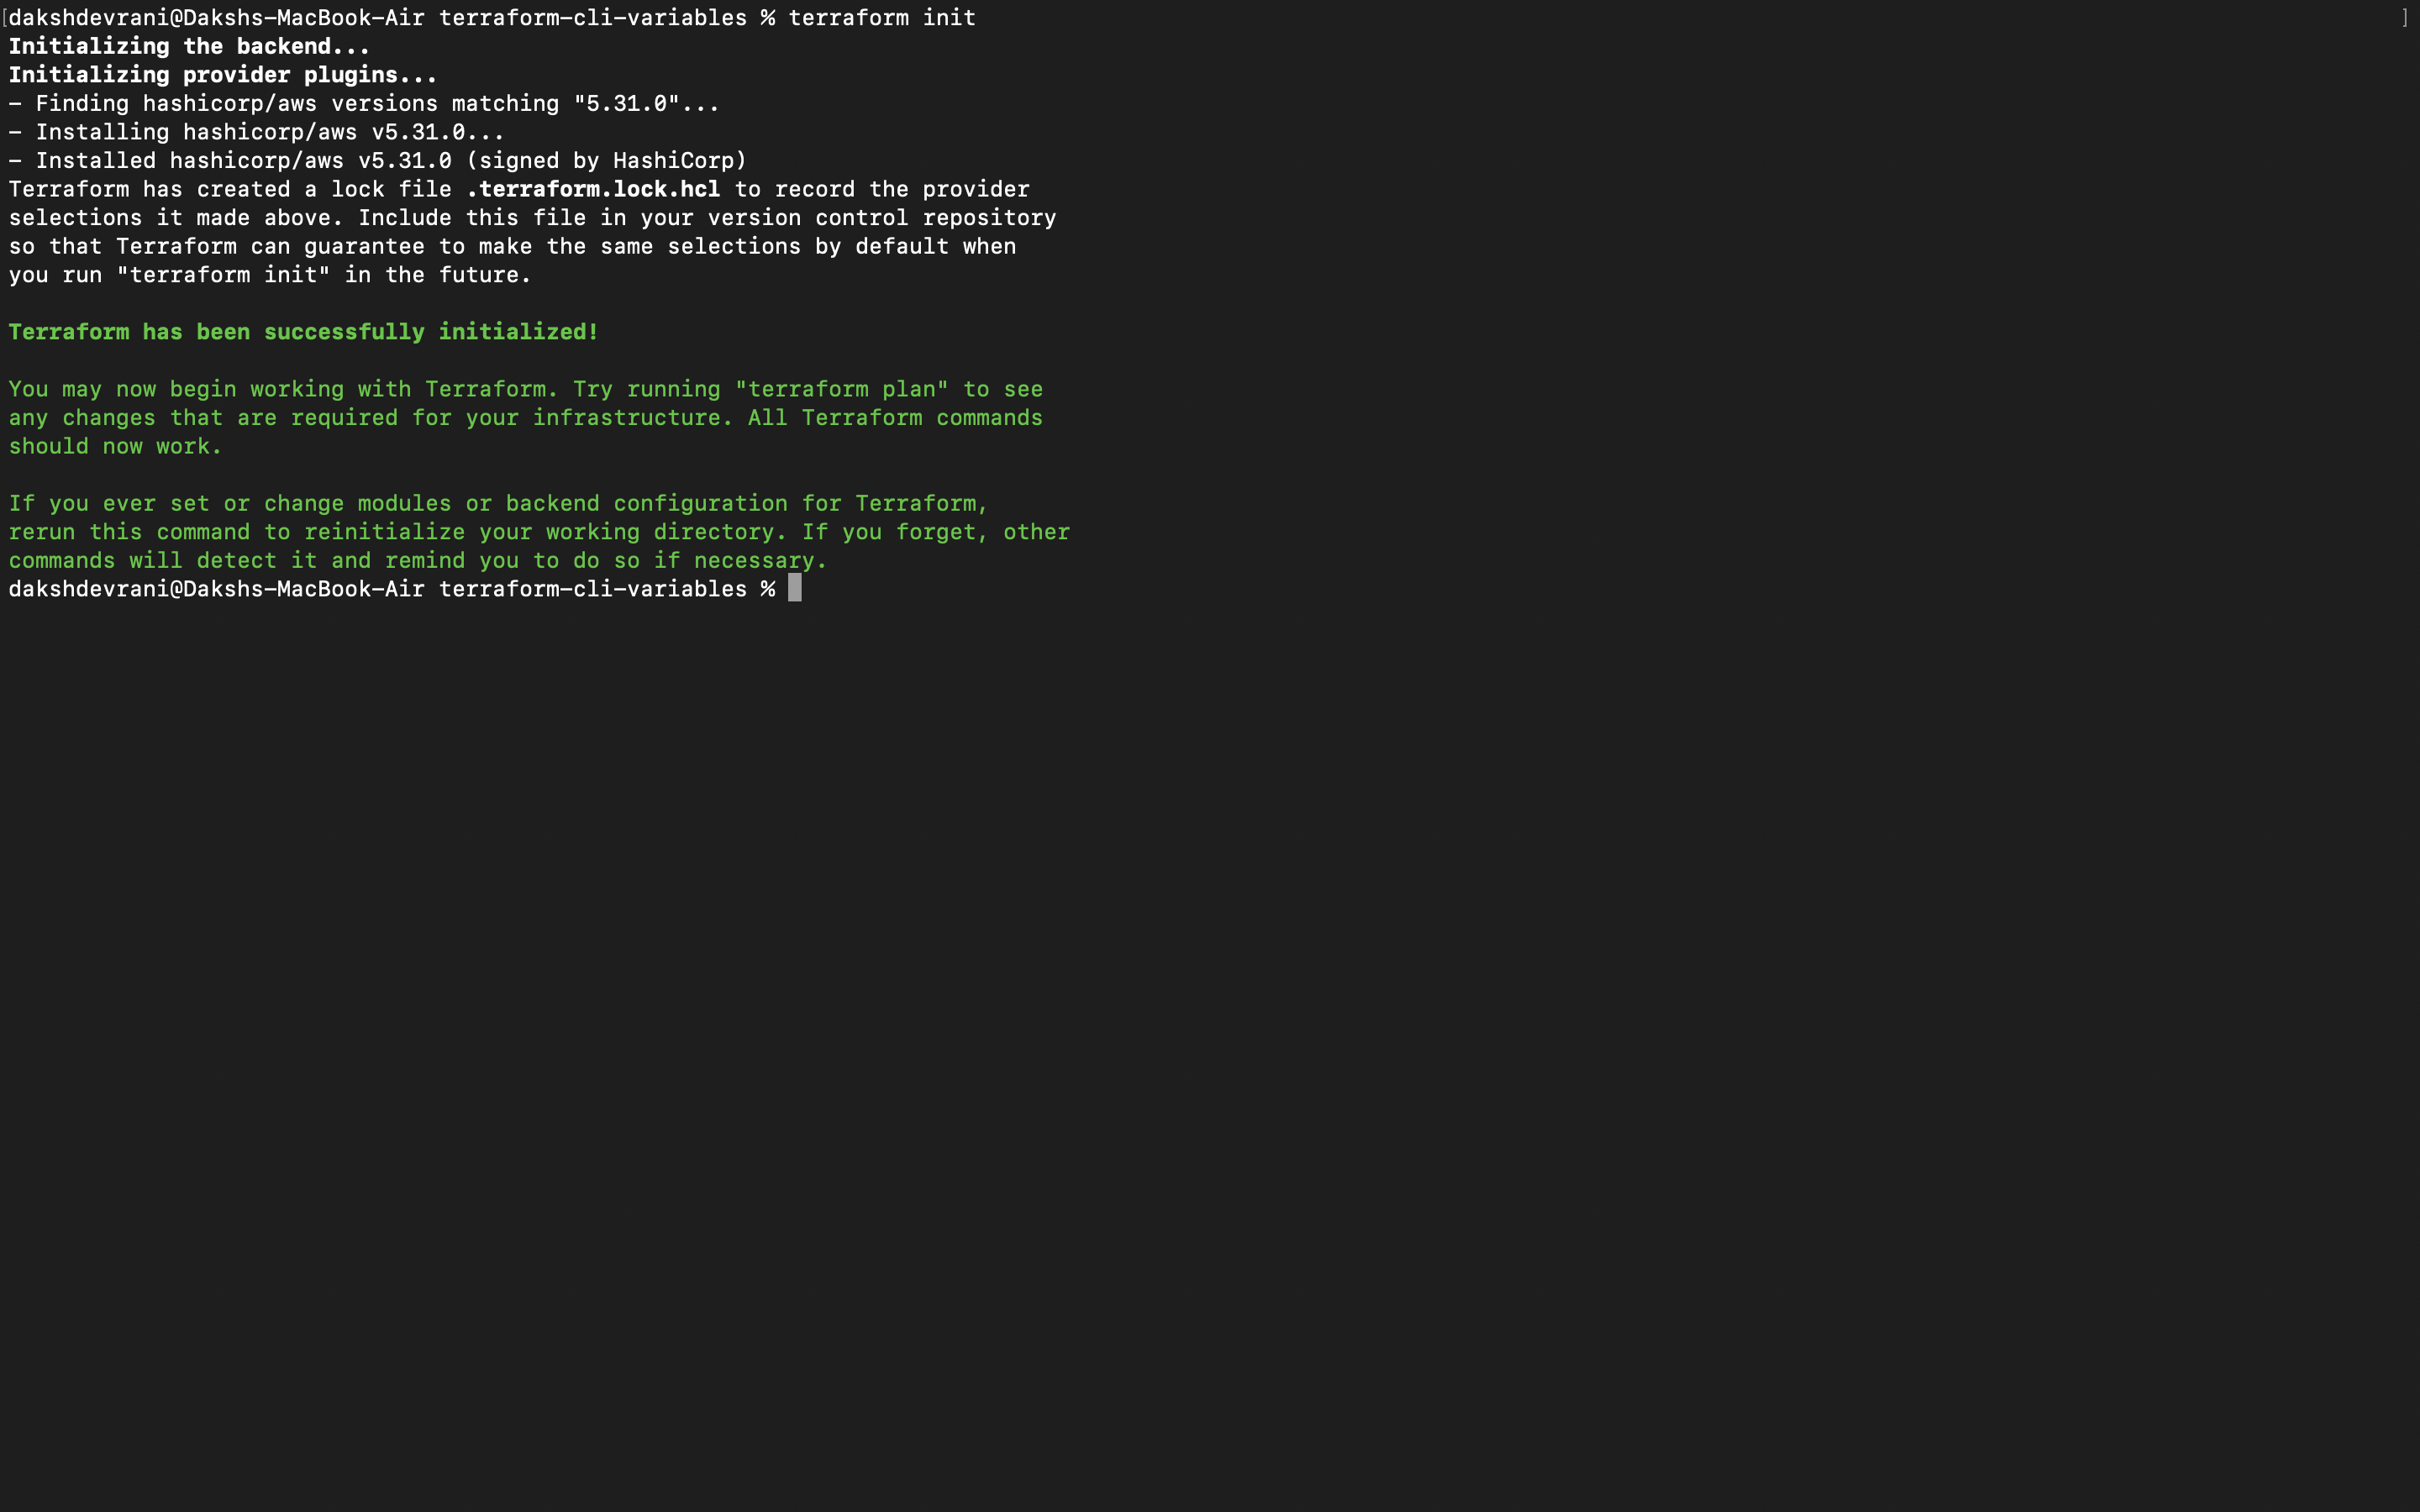 [dakshdevrani@Dakshs-MacBook-Air terraform-cli-variables % terraform init ]
Initializing the backend...
Initializing provider plugins...
- Finding hashicorp/aws versions matching "5.31.0"...
- Installing hashicorp/aws v5.31.0...
- Installed hashicorp/aws v5.31.0 (signed by HashiCorp)
Terraform has created a lock file .terraform.lock.hcl to record the provider
selections it made above. Include this file in your version control repository
so that Terraform can guarantee to make the same selections by default when
you run "terraform init" in the future.
Terraform has been successfully initialized!
You may now begin working with Terraform. Try running "terraform plan" to see
any changes that are required for your infrastructure. All Terraform commands
should now work.
If you ever set or change modules or backend configuration for Terraform,
rerun this command to reinitialize your working directory. If you forget, other
commands will detect it and remind you to do so if necessary.
dakshdevrani@Dakshs-MacBook-Air terraform-cli-variables %